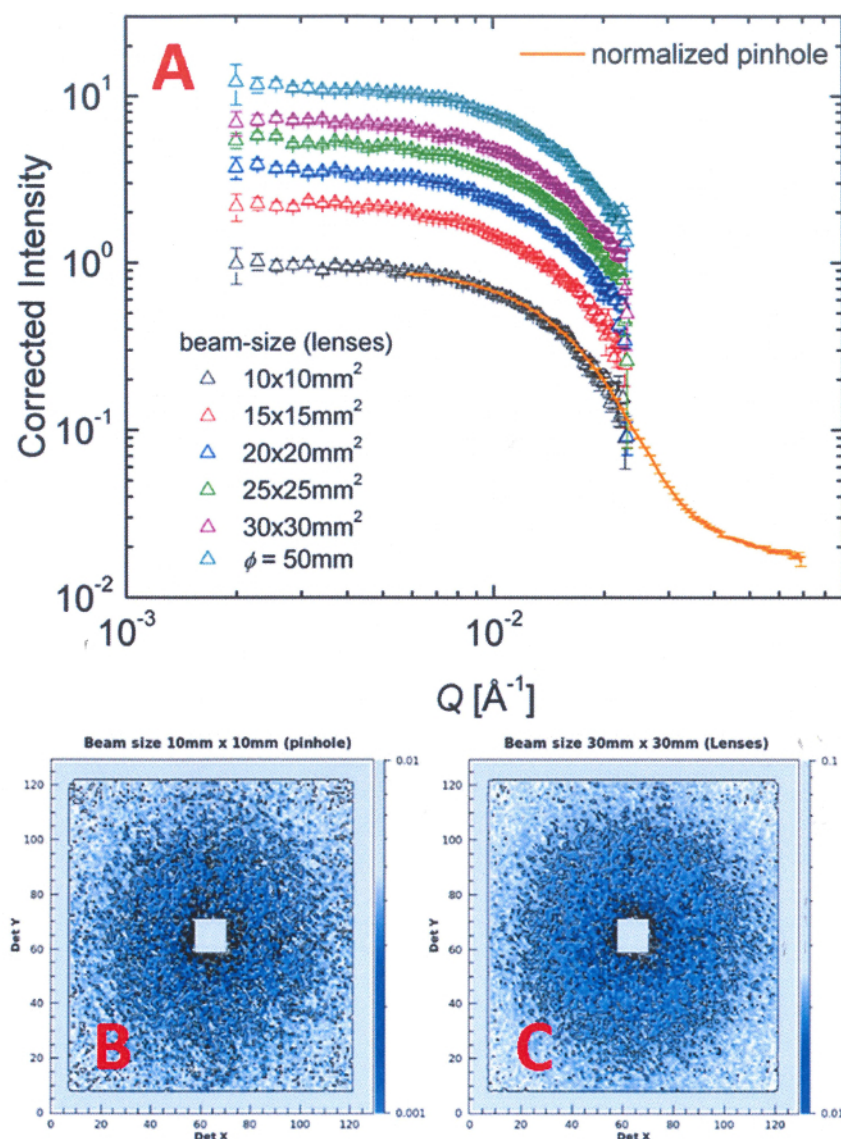 A
normalized pinhole
Corrected Intensity
10¹
10⁰
10⁻¹
10⁻²
beam-size (lenses)
10x10mm²
15x15mm²
20x20mm²
25x25mm²
30x30mm²
ϕ = 50mm
10⁻³
10⁻²
Q [Å⁻¹]
Beam size 10mm x 10mm (pinhole)
Det Y
120
100
80
60
40
20
0
0 20 40 60 80 100 120
Det X
0.01
0.001
B
Beam size 30mm x 30mm (Lenses)
Det Y
120
100
80
60
40
20
0
0 20 40 60 80 100 120
Det X
0.1
0.01
C